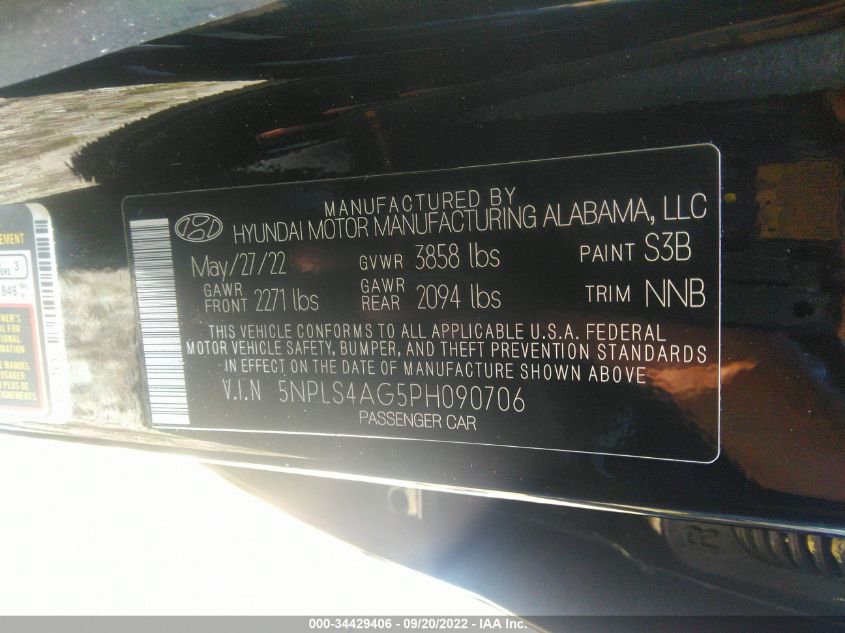 MANUFACTURED BY
HYUNDAI MOTOR MANUFACTURING ALABAMA, LLC
May/27/22 GVWR 3858 lbs PAINT S3B
GAWR FRONT 2271 lbs GAWR REAR 2094 lbs TRIM NNB
THIS VEHICLE CONFORMS TO ALL APPLICABLE U.S.A. FEDERAL
MOTOR VEHICLE SAFETY, BUMPER, AND THEFT PREVENTION STANDARDS
IN EFFECT ON THE DATE OF MANUFACTURE SHOWN ABOVE.
V.I.N 5NPLS4AG5PH090706
PASSENGER CAR
3
000-34429406 - 09/20/2022 - IAA Inc.